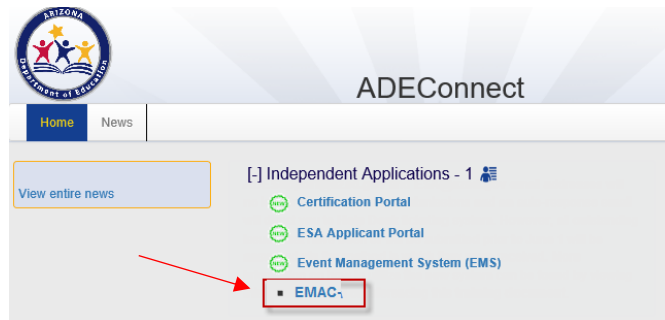 ARIZONA
Department of Education
ADEConnect
Home News
View entire news
[-] Independent Applications - 1
NEW Certification Portal
NEW ESA Applicant Portal
NEW Event Management System (EMS)
EMAC-